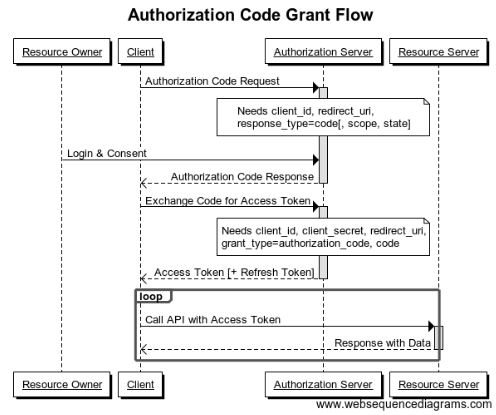 Authorization Code Grant Flow
Resource Owner
Client
Authorization Server
Resource Server
Authorization Code Request
Needs client_id, redirect_uri,
response_type=code[, scope, state]
Login & Consent
Authorization Code Response
Exchange Code for Access Token
Needs client_id, client_secret, redirect_uri,
grant_type=authorization_code, code
Access Token [+ Refresh Token]
loop
Call API with Access Token
Response with Data
Resource Owner
Client
Authorization Server
Resource Server
www.websequencediagrams.com